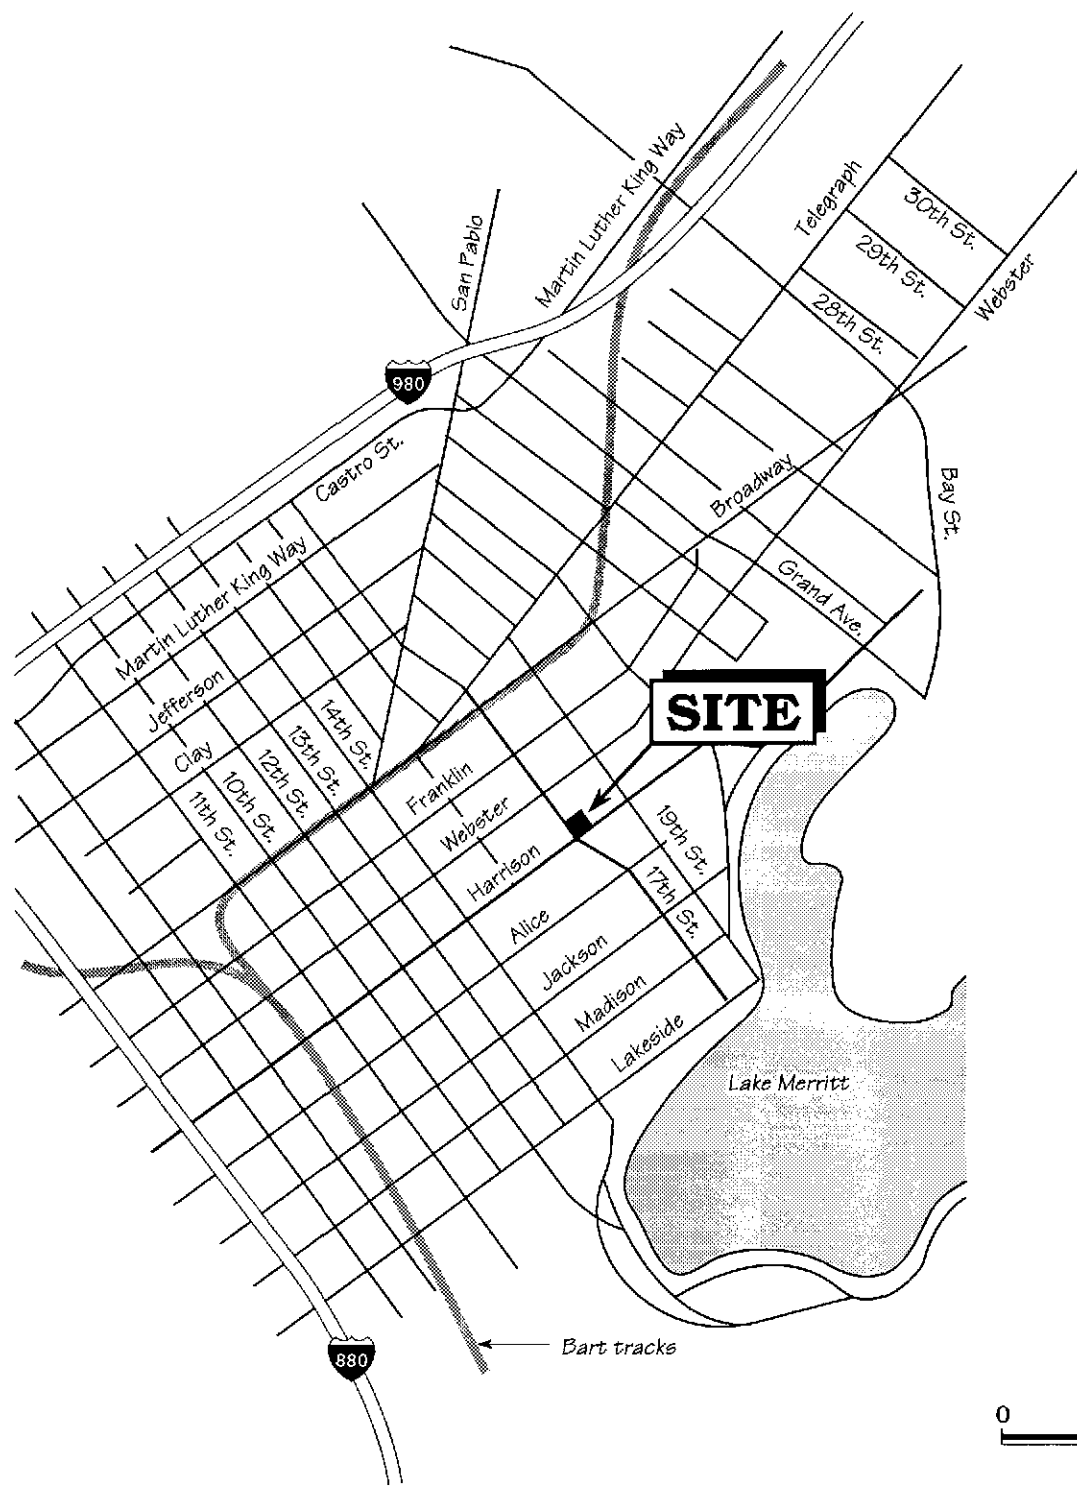 Martin Luther King Way
Telegraph
30th St.
San Pablo
29th St.
Webster
28th St.
980
Castro St.
Broadway
Bay St.
Martin Luther King Way
Grand Ave.
Jefferson
SITE
14th St.
Clay
13th St.
12th St.
10th St.
11th St.
Franklin
Webster
Harrison
19th St.
17th St.
Alice
Jackson
Madison
Lakeside
Lake Merritt
Bart tracks
880
0